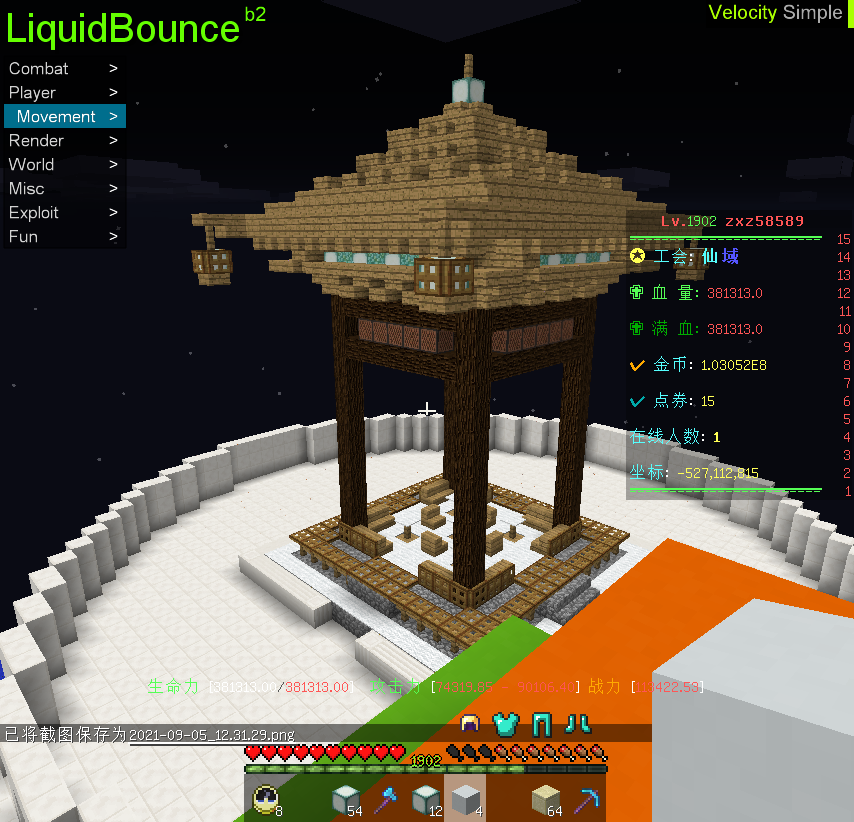 LiquidBounce b2
Velocity Simple
Combat >
Player >
Movement >
Render >
World >
Misc >
Exploit >
Fun >
Lv.1902 zxz58589
工会: 仙域 14
血 量: 381313.0 12
满 血: 381313.0 10
金币: 1.03052E8 8
点券: 15 6
在线人数: 1 4
坐标: -527,112,815 2
15
13
11
9
7
5
3
1
生命力 [381313.00/381313.00] 攻击力 战力
已将截图保存为2021-09-05_12.31.29.png
1902
8
54
12
4
64